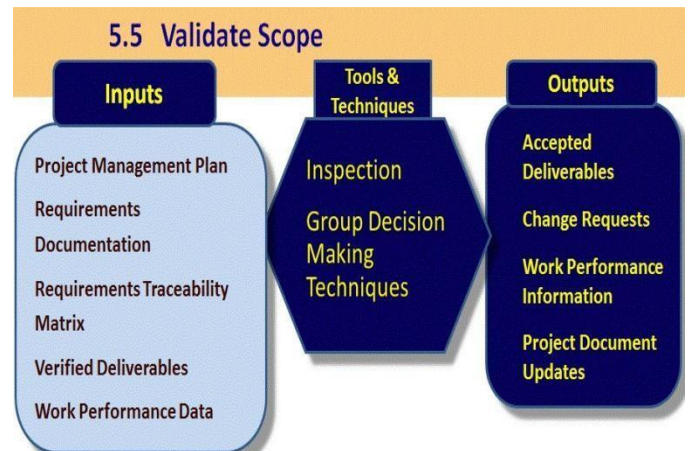 5.5 Validate Scope
Inputs
Project Management Plan
Requirements
Documentation
Requirements Traceability
Matrix
Verified Deliverables
Work Performance Data
Tools &
Techniques
Inspection
Group Decision
Making
Techniques
Outputs
Accepted
Deliverables
Change Requests
Work Performance
Information
Project Document
Updates